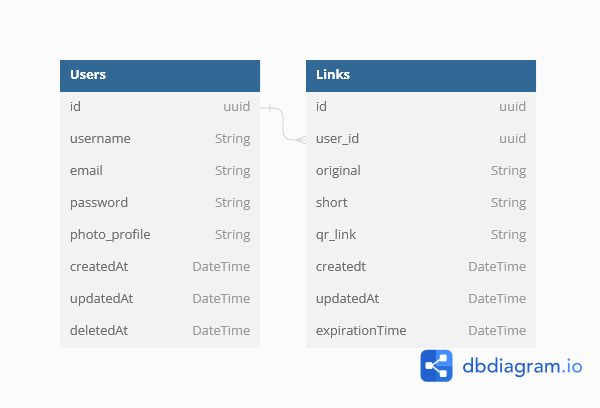 Users
id uuid
username String
email String
password String
photo_profile String
createdAt DateTime
updatedAt DateTime
deletedAt DateTime
Links
id uuid
user_id uuid
original String
short String
qr_link String
createdt DateTime
updatedAt DateTime
expirationTime DateTime
dbdiagram.io